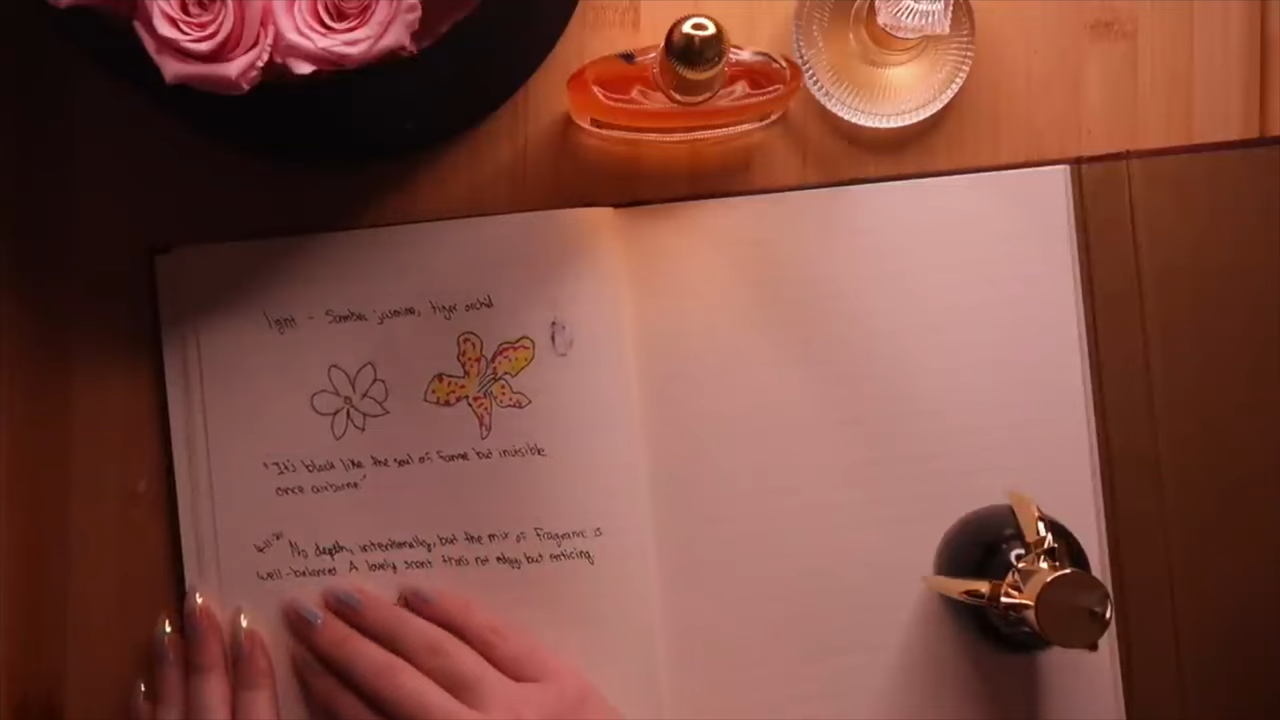 light - Sambac jasmine, tiger orchid
"It's black like the soul of Fame but invisible
once airborne."
No depth, intentionally, but the mix of Fragrance is
well-balanced A lovely scent that's not edgy but enticing.